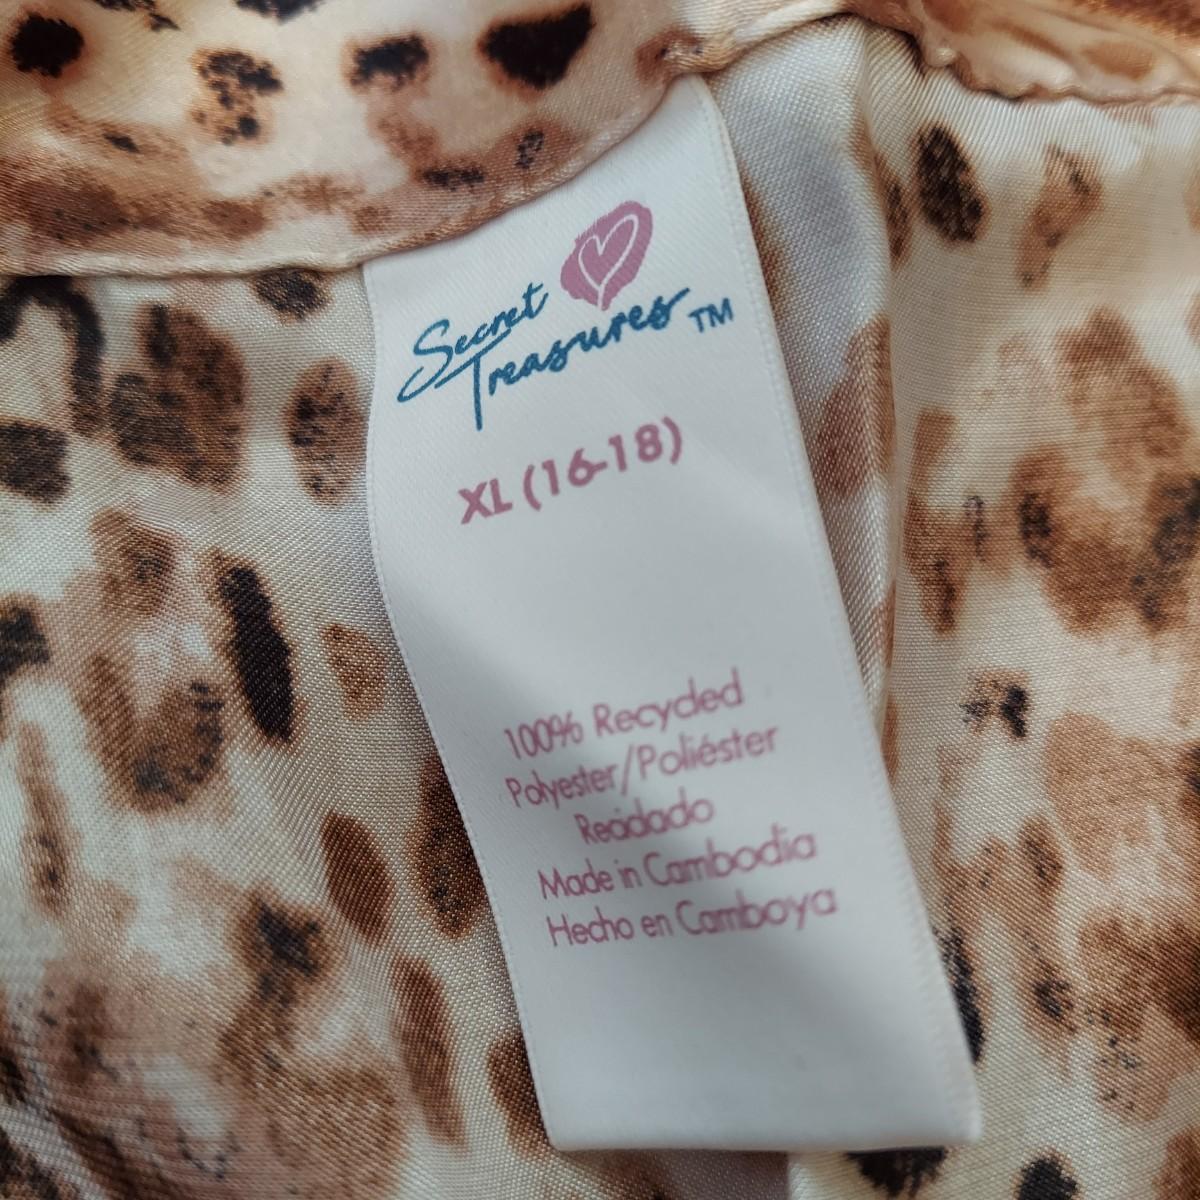 Secret
Treasures TM
XL (16-18)
100% Recycled
Polyester/Poliéster
Reciclado
Made in Cambodia
Hecho en Camboya